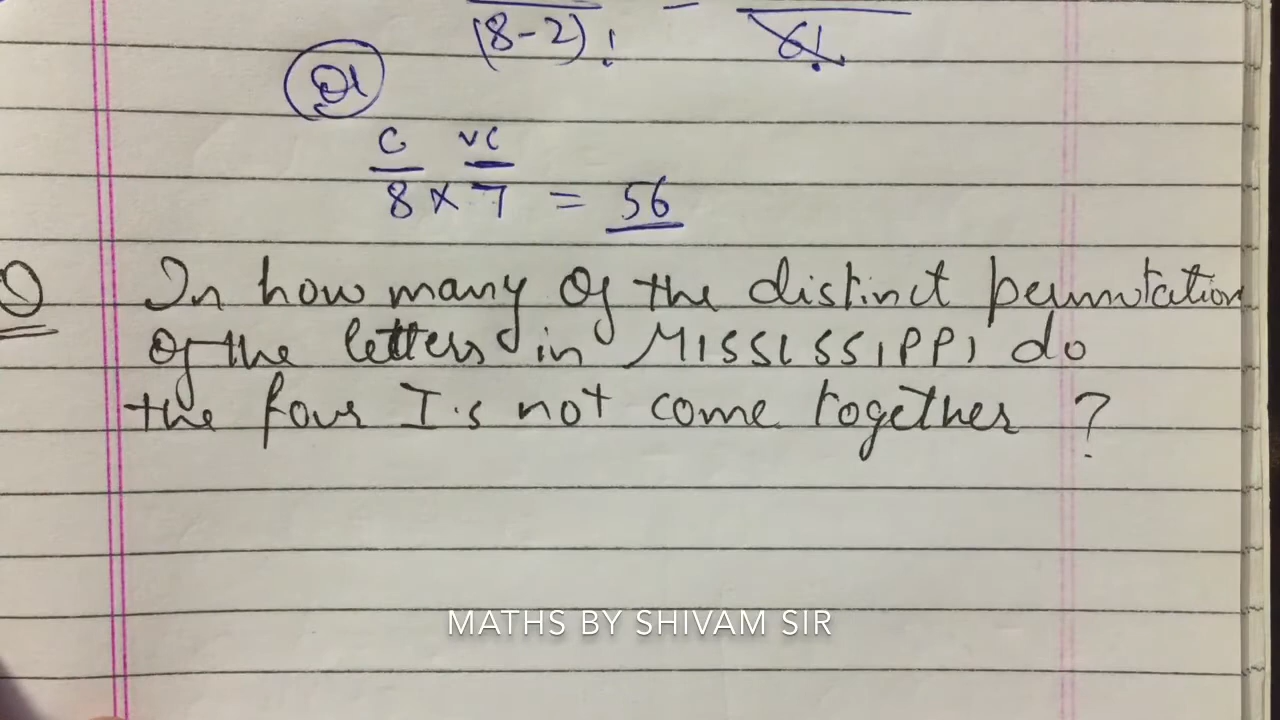 (8-2)! - 6!
Or
C VC
8 × 7 = 56
Q In how many of the distinct permutation
of the letters in MISSISSIPPI do
the four I's not come together ?
MATHS BY SHIVAM SIR